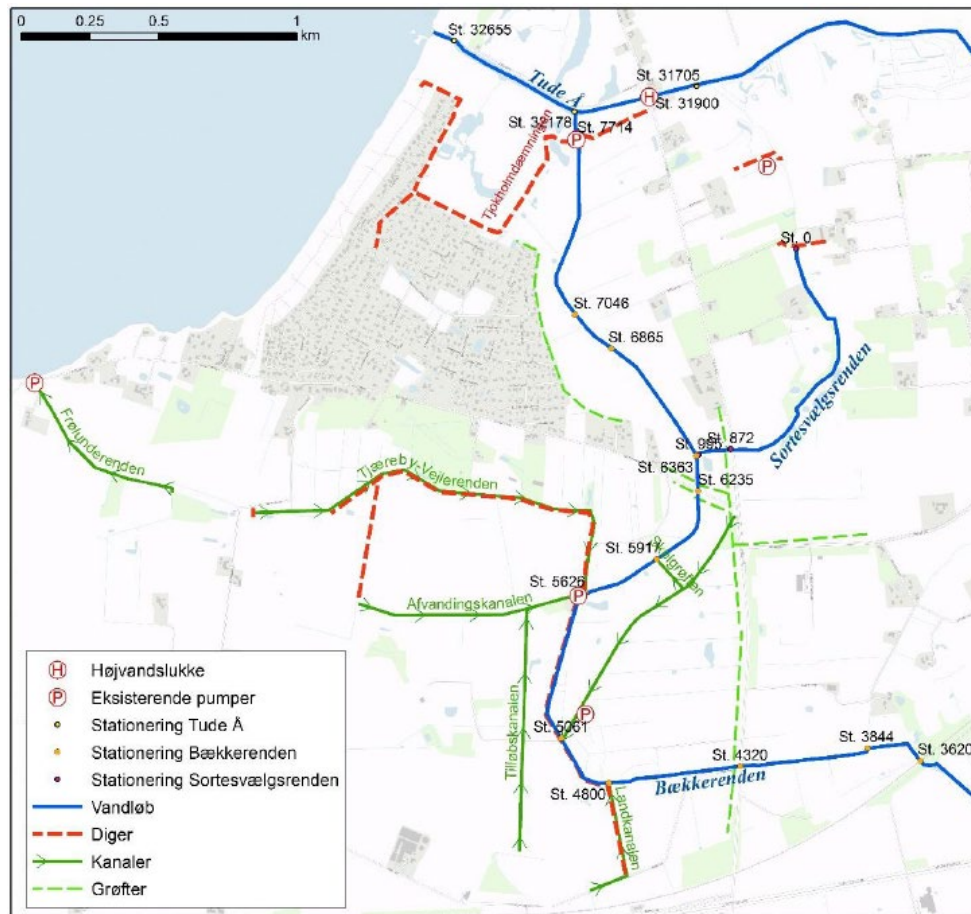 0 0.25 0.5 1
km
St. 32655
Tude Å
St. 31705
St. 31900
St. 32178
St. 7714
Tjokholmdæmningen
St. 0
St. 7046
St. 6865
Sortesvælgsrenden
St. 872
St. 995
St. 6363
St. 6235
Frølunderenden
Tjæreby-Vejlerenden
St. 5917
Skelgrøften
St. 5626
Afvandingskanalen
Tilløbskanalen
St. 5061
St. 3844
St. 4320
St. 3620
Bækkerenden
St. 4800
Landkanalen
H Højvandslukke
P Eksisterende pumper
Stationering Tude Å
Stationering Bækkerenden
Stationering Sortesvælgsrenden
Vandløb
Diger
Kanaler
Grøfter